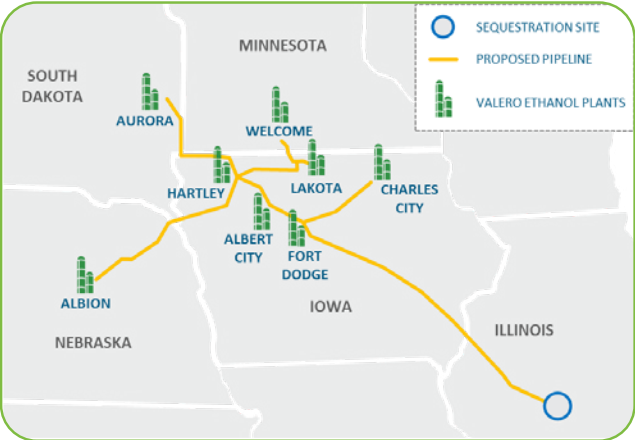 SEQUESTRATION SITE
PROPOSED PIPELINE
VALERO ETHANOL PLANTS
MINNESOTA
SOUTH
DAKOTA
AURORA
WELCOME
HARTLEY
LAKOTA
CHARLES
CITY
ALBERT
CITY
FORT
DODGE
ALBION
IOWA
ILLINOIS
NEBRASKA